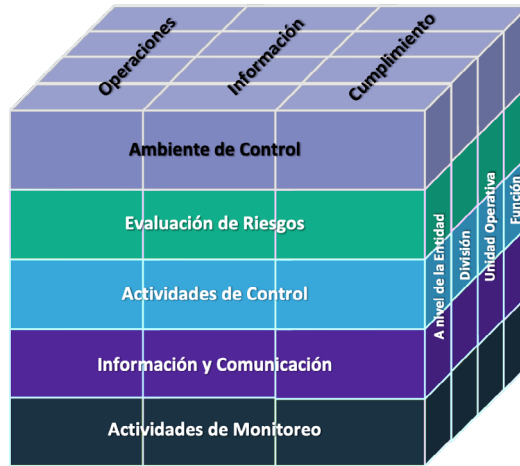 Operaciones
Información
Cumplimiento
Ambiente de Control
Evaluación de Riesgos
Actividades de Control
Información y Comunicación
Actividades de Monitoreo
A nivel de la Entidad
División
Unidad Operativa
Función